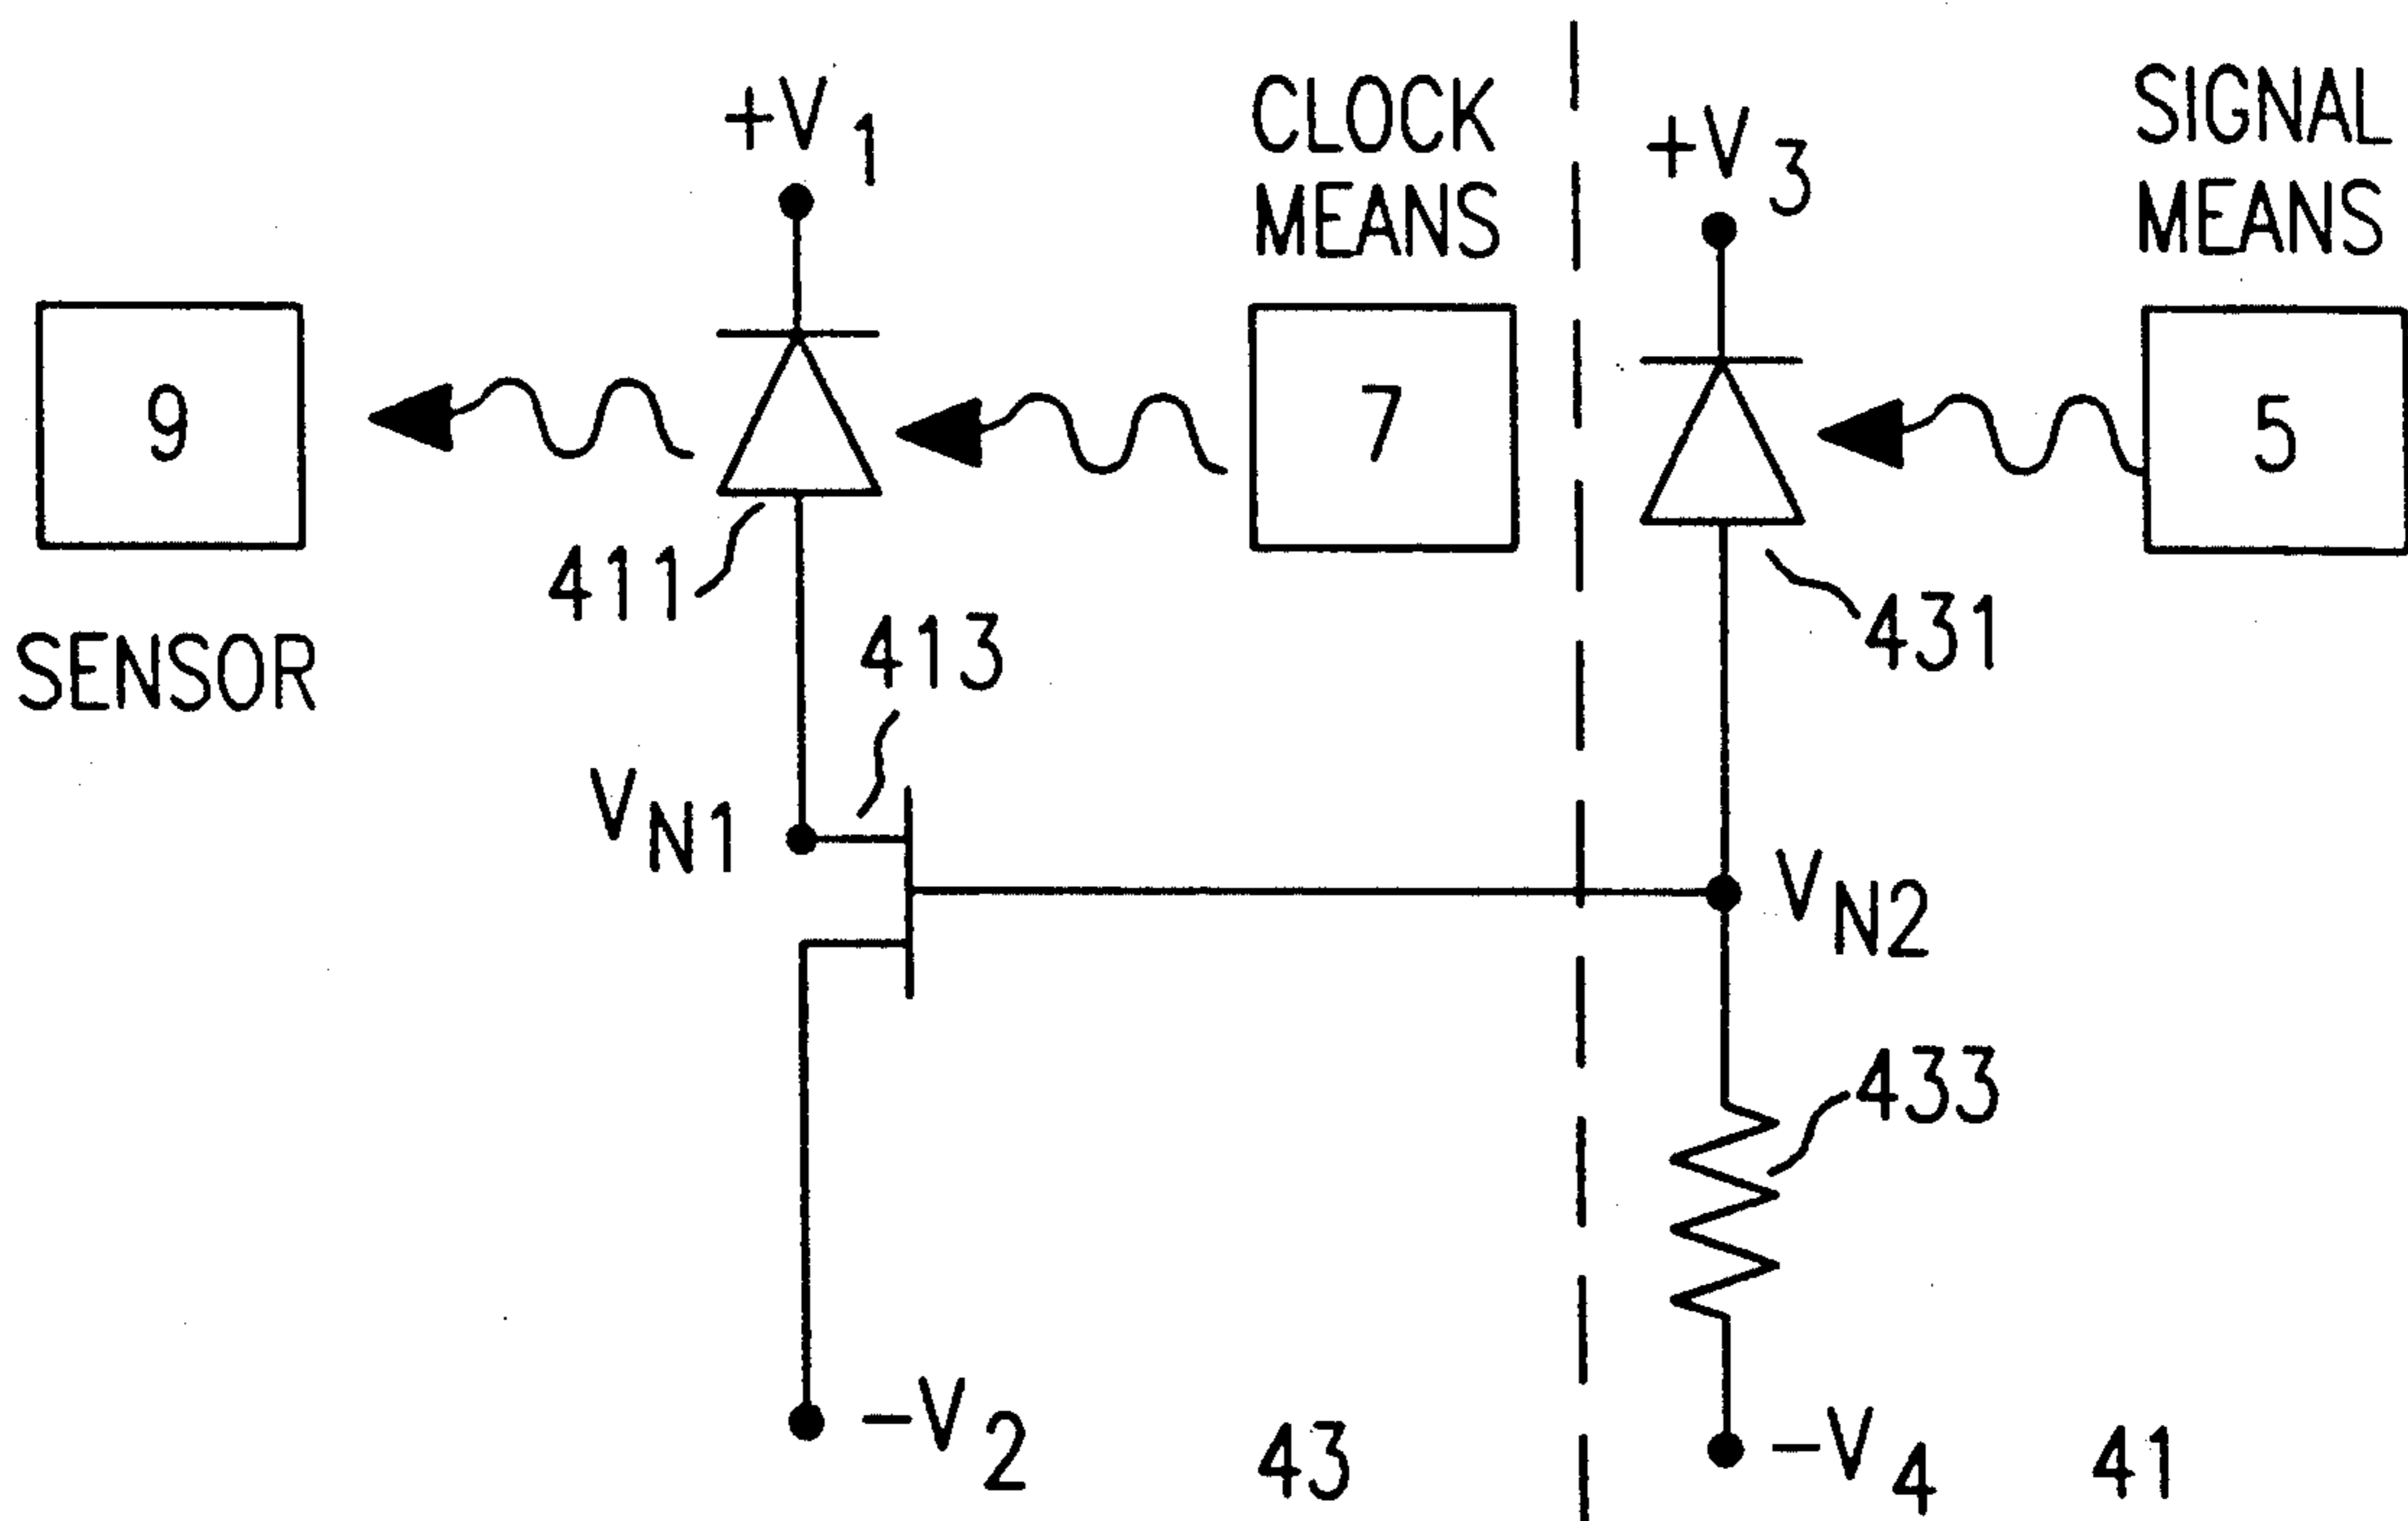 +V1
CLOCK
MEANS
+V3
SIGNAL
MEANS
9
7
5
411
431
SENSOR
413
VN1
VN2
433
-V2
43
-V4
41